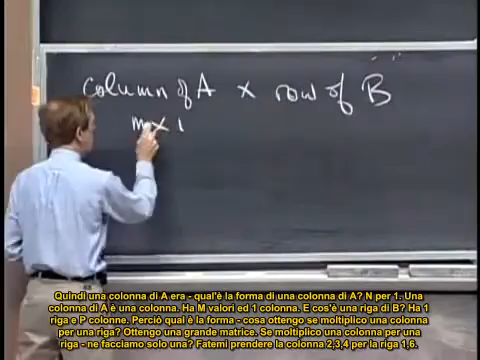 column of A × row of B
m × 1
Quindi una colonna di A era - qual'è la forma di una colonna di A? N per 1. Una
colonna di A è una colonna. Ha M valori ed 1 colonna. E cos'è una riga di B? Ha 1
riga e P colonne. Perciò qual è la forma - cosa ottengo se moltiplico una colonna
per una riga? Ottengo una grande matrice. Se moltiplico una colonna per una
riga - ne facciamo solo una? Fatemi prendere la colonna 2,3,4 per la riga 1,6.